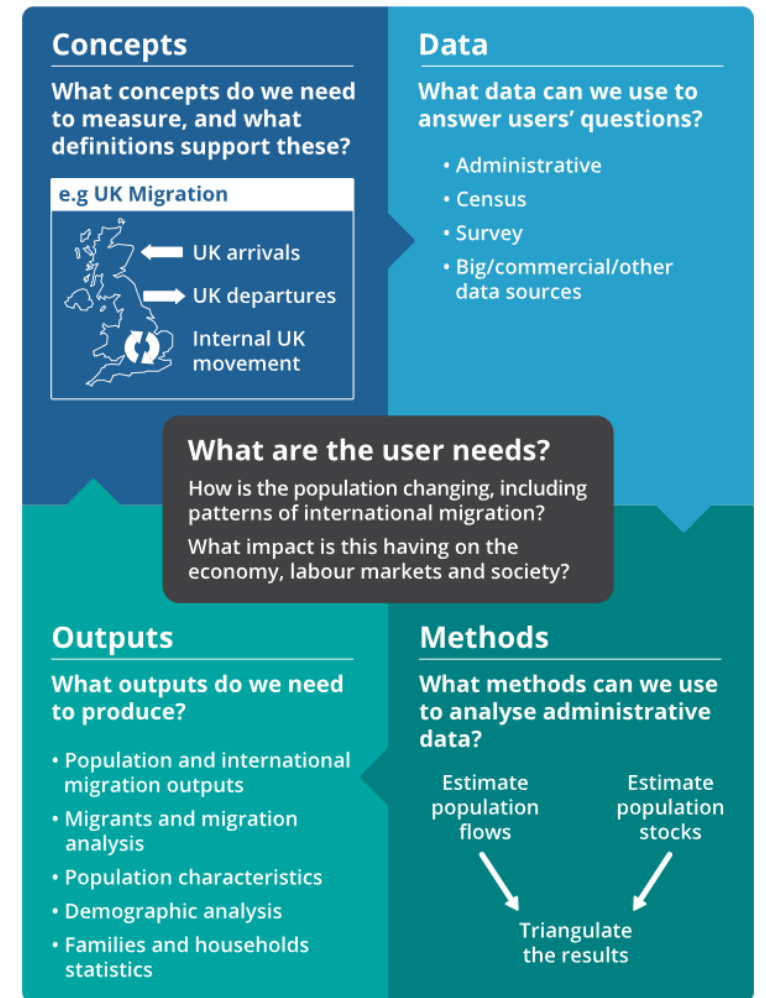 Concepts
What concepts do we need
to measure, and what
definitions support these?
e.g UK Migration
UK arrivals
UK departures
Internal UK
movement
Data
What data can we use to
answer users’ questions?
• Administrative
• Census
• Survey
• Big/commercial/other
data sources
What are the user needs?
How is the population changing, including
patterns of international migration?
What impact is this having on the
economy, labour markets and society?
Outputs
What outputs do we need
to produce?
• Population and international
migration outputs
• Migrants and migration
analysis
• Population characteristics
• Demographic analysis
• Families and households
statistics
Methods
What methods can we use
to analyse administrative
data?
Estimate
population
flows
Estimate
population
stocks
Triangulate
the results